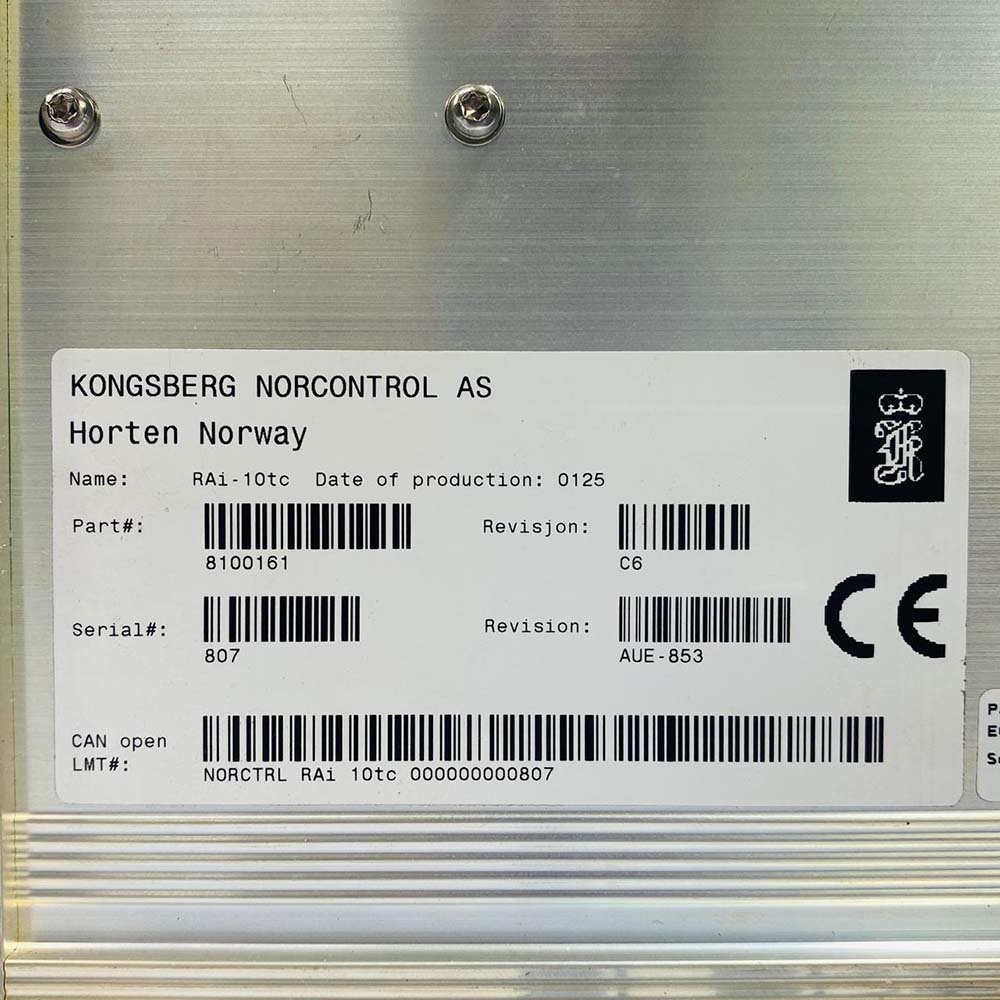 KONGSBERG NORCONTROL AS
Horten Norway
Name: RAi-10tc Date of production: 0125
Part#: Revisjon:
8100161 C6
Serial#: Revision:
807 AUE-853
CE
CAN open
LMT#:
NORCTRL RAi 10tc 000000000807